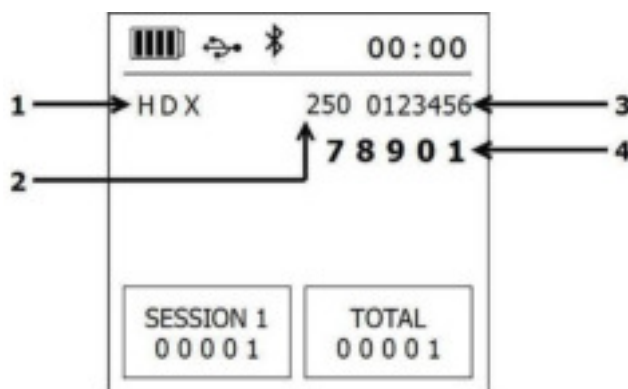 00:00
1 HDX 250 0123456 3
78901 4
2
SESSION 1 TOTAL
00001 00001